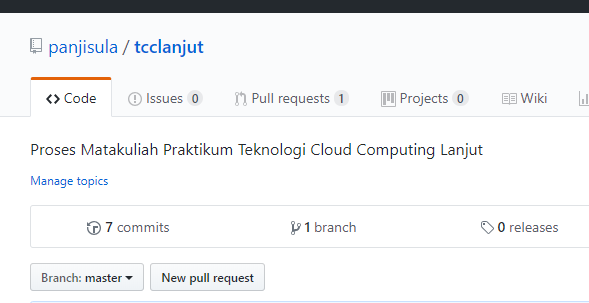 panjisula / tcclanjut
Code Issues 0 Pull requests 1 Projects 0 Wiki
Proses Matakuliah Praktikum Teknologi Cloud Computing Lanjut
Manage topics
7 commits 1 branch 0 releases
Branch: master New pull request